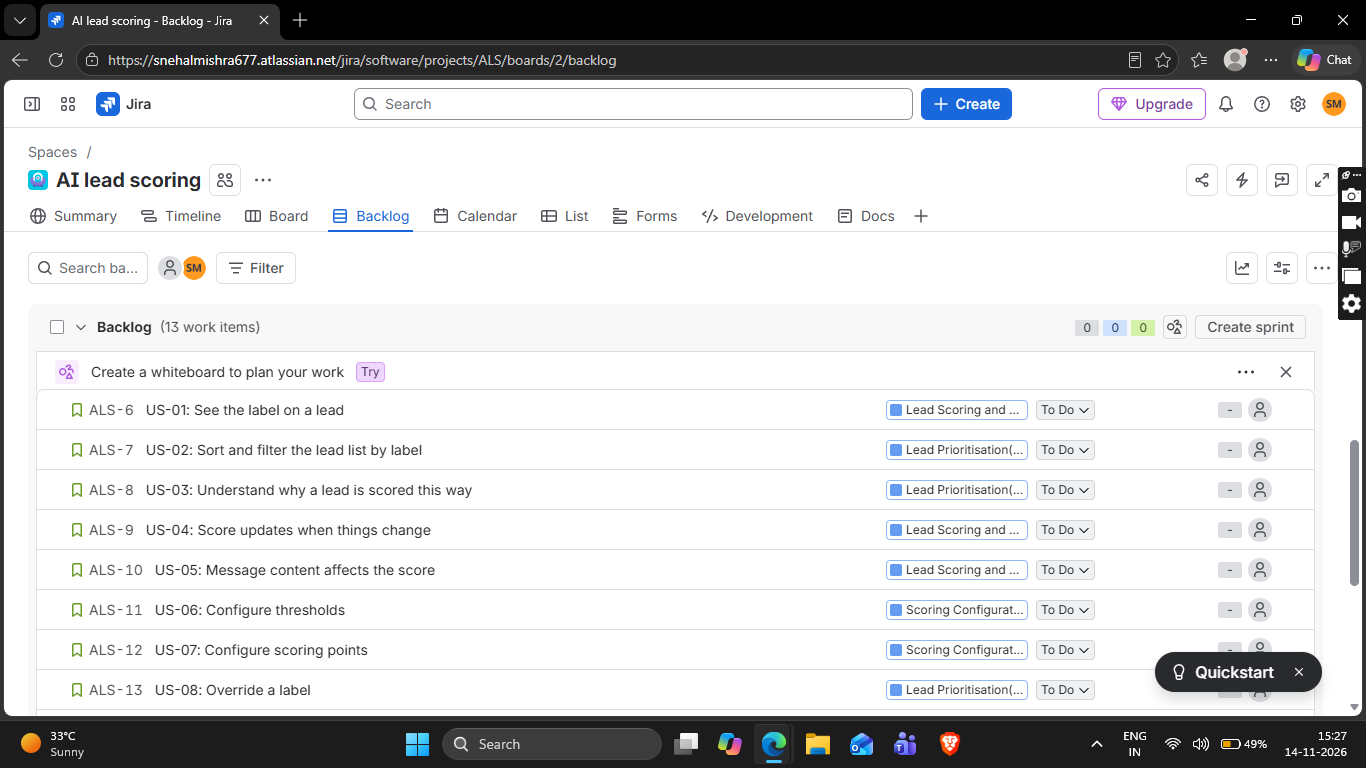 AI lead scoring - Backlog - Jira
https://snehalmishra677.atlassian.net/jira/software/projects/ALS/boards/2/backlog
Chat
Jira
Search
Create
Upgrade
SM
Spaces /
AI lead scoring
Summary Timeline Board Backlog Calendar List Forms Development Docs
Search ba... SM Filter
Backlog (13 work items) 0 0 0 Create sprint
Create a whiteboard to plan your work Try
ALS-6 US-01: See the label on a lead Lead Scoring and ... To Do -
ALS-7 US-02: Sort and filter the lead list by label Lead Prioritisation(... To Do -
ALS-8 US-03: Understand why a lead is scored this way Lead Prioritisation(... To Do -
ALS-9 US-04: Score updates when things change Lead Scoring and ... To Do -
ALS-10 US-05: Message content affects the score Lead Scoring and ... To Do -
ALS-11 US-06: Configure thresholds Scoring Configurat... To Do -
ALS-12 US-07: Configure scoring points Scoring Configurat... To Do -
ALS-13 US-08: Override a label Lead Prioritisation(... To Do
Quickstart
33°C
Sunny
Search
ENG
IN
49%
15:27
14-11-2026